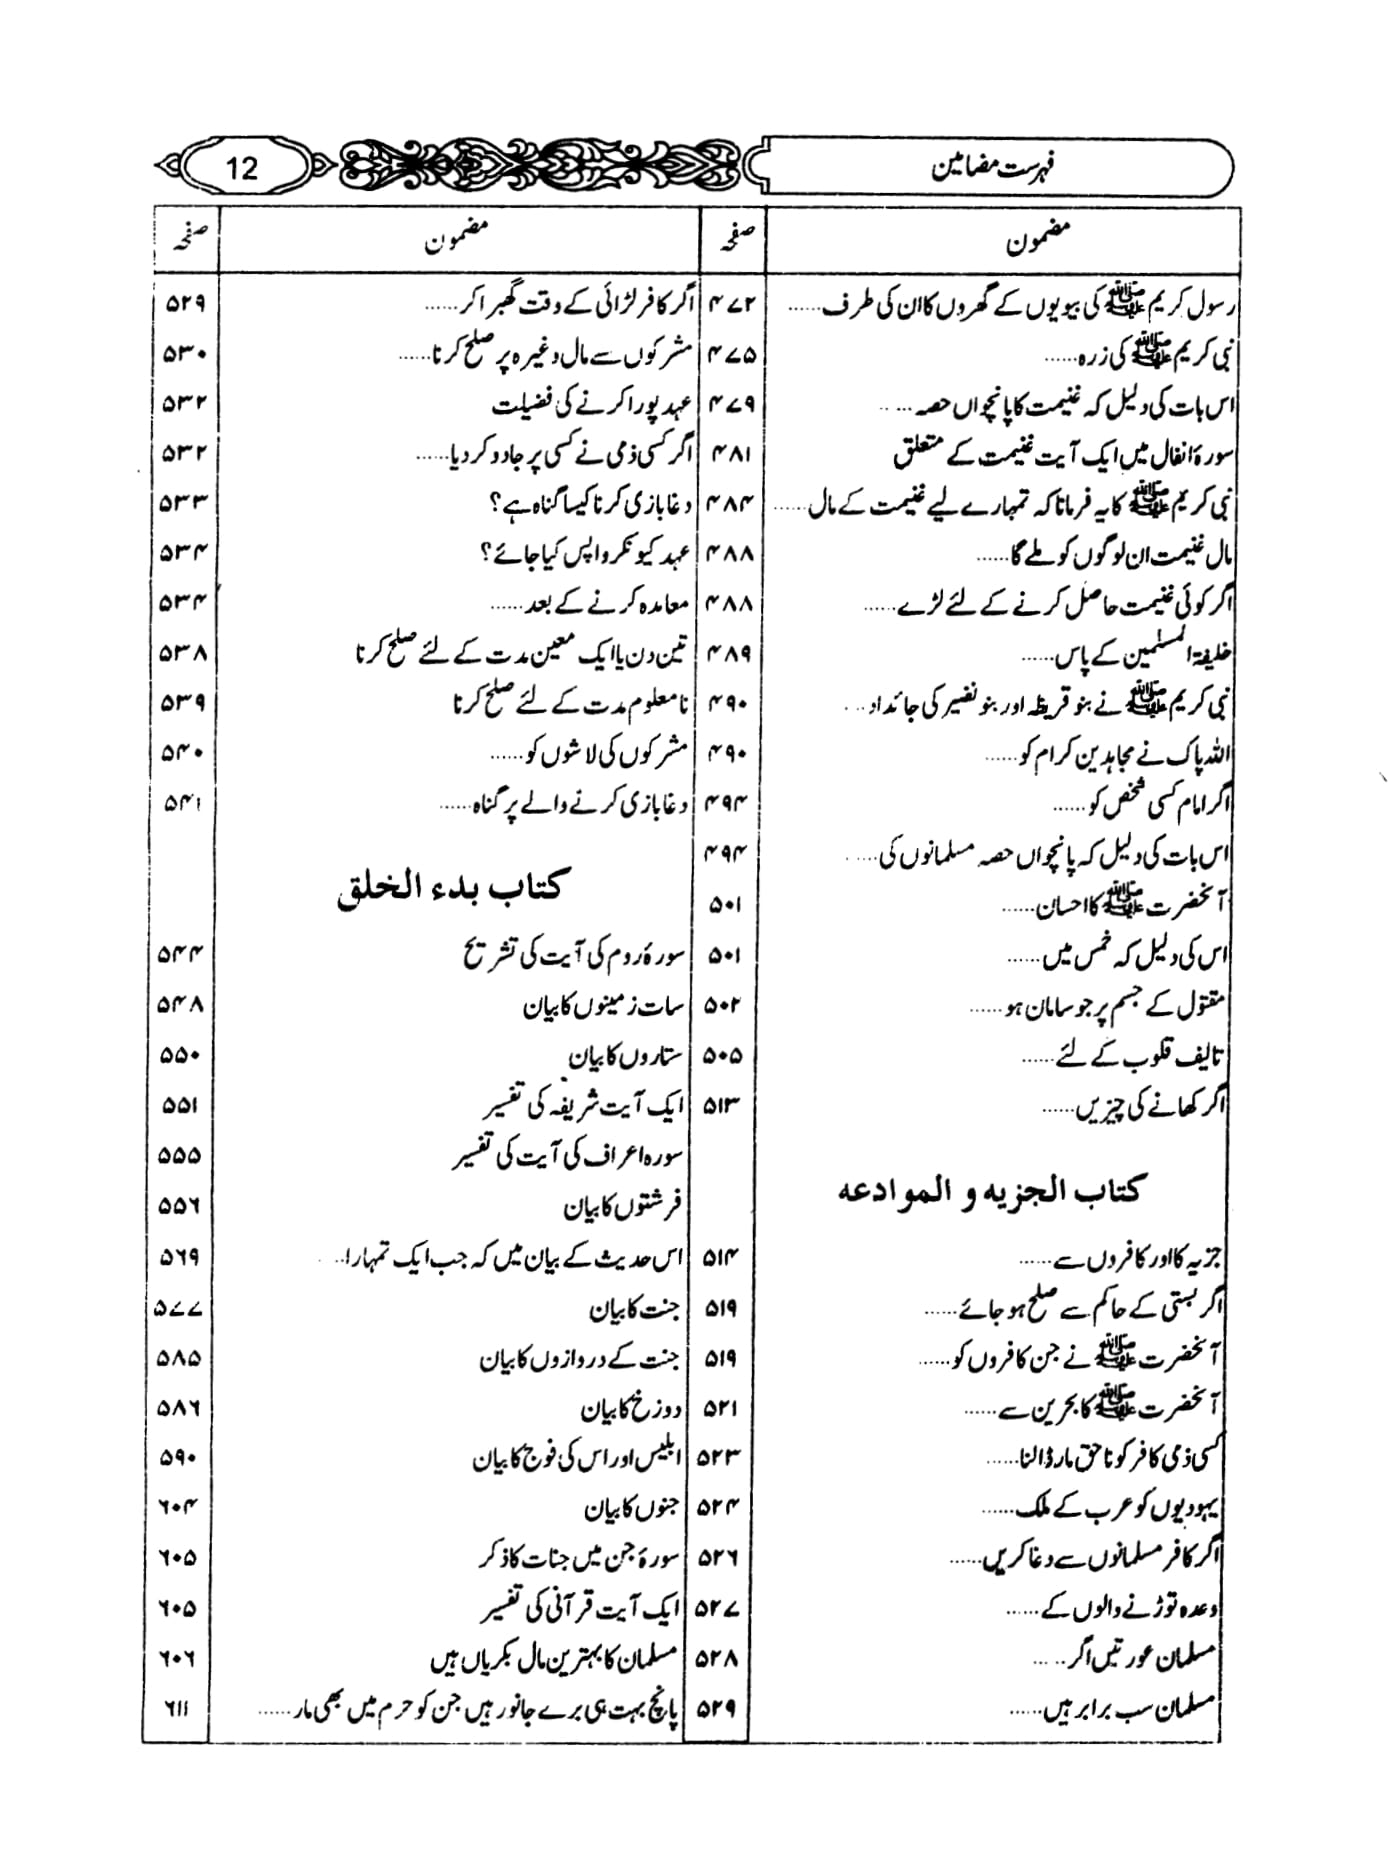 فہرست مضامین
12
مضمون
صفحہ
رسول کریم ﷺ کی بیویوں کے گھروں کا ان کی طرف...... ۴۷۲
نبی کریم ﷺ کی زرہ...... ۴۷۵
اس بات کی دلیل کہ غنیمت کا پانچواں حصہ ... .. ۴۷۹
سورۂ انفال میں ایک آیت غنیمت کے متعلق ۴۸۱
نبی کریم ﷺ کا یہ فرمانا کہ تمہارے لیے غنیمت کے مال...... ۴۸۴
مال غنیمت ان لوگوں کو ملے گا...... ۴۸۸
اگر کوئی غنیمت حاصل کرنے کے لئے لڑے...... ۴۸۸
خلیفۃ المسلمین کے پاس...... ۴۸۹
نبی کریم ﷺ نے بنو قریظہ اور بنو نضیر کی جائداد... ۴۹۰
اللہ پاک نے مجاہدین کرام کو...... ۴۹۰
اگر امام کسی شخص کو...... ۴۹۴
اس بات کی دلیل کہ پانچواں حصہ مسلمانوں کی..... ۴۹۴
آنحضرت ﷺ کا احسان...... ۵۰۱
اس کی دلیل کہ خمس میں...... ۵۰۱
مقتول کے جسم پر جو سامان ہو...... ۵۰۲
تالیف قلوب کے لئے...... ۵۰۵
اگر کھانے کی چیزیں...... ۵۱۳
کتاب الجزیه و الموادعه
جزیہ کا اور کافروں سے...... ۵۱۴
اگر بستی کے حاکم سے صلح ہو جائے...... ۵۱۹
آنحضرت ﷺ نے جن کافروں کو...... ۵۱۹
آنحضرت ﷺ کا بحرین سے...... ۵۲۱
کسی ذمی کافر کو ناحق مار ڈالنا...... ۵۲۳
یہودیوں کو عرب کے ملک...... ۵۲۴
اگر کافر مسلمانوں سے دغا کریں...... ۵۲۶
وعدہ توڑنے والوں کے...... ۵۲۷
مسلمان عورتیں اگر..... ۵۲۸
مسلمان سب برابر ہیں...... ۵۲۹
مضمون
صفحہ
اگر کافر لڑائی کے وقت گھبرا کر...... ۵۲۹
مشرکوں سے مال وغیرہ پر صلح کرنا...... ۵۳۰
عہد پورا کرنے کی فضیلت ۵۳۲
اگر کسی ذمی نے کسی پر جادو کر دیا...... ۵۳۲
دغابازی کرنا کیسا گناہ ہے؟ ۵۳۳
عہد کیونکر واپس کیا جائے؟ ۵۳۴
معاہدہ کرنے کے بعد...... ۵۳۴
تین دن یا ایک معین مدت کے لئے صلح کرنا ۵۳۸
نامعلوم مدت کے لئے صلح کرنا ۵۳۹
مشرکوں کی لاشوں کو...... ۵۴۰
دغابازی کرنے والے پر گناہ...... ۵۴۱
کتاب بدء الخلق
سورۂ روم کی آیت کی تشریح ۵۴۴
سات زمینوں کا بیان ۵۴۸
ستاروں کا بیان ۵۵۰
ایک آیت شریفہ کی تفسیر ۵۵۱
سورہ اعراف کی آیت کی تفسیر ۵۵۵
فرشتوں کا بیان ۵۵۶
اس حدیث کے بیان میں کہ جب ایک تمہارا... ۵۶۹
جنت کا بیان ۵۷۷
جنت کے دروازوں کا بیان ۵۸۵
دوزخ کا بیان ۵۸۶
ابلیس اور اس کی فوج کا بیان ۵۹۰
جنوں کا بیان ۶۰۴
سورۂ جن میں جنات کا ذکر ۶۰۵
ایک آیت قرآنی کی تفسیر ۶۰۵
مسلمان کا بہترین مال بکریاں ہیں ۶۰۶
پانچ بہت ہی برے جانور ہیں جن کو حرم میں بھی مار...... ۶۱۱